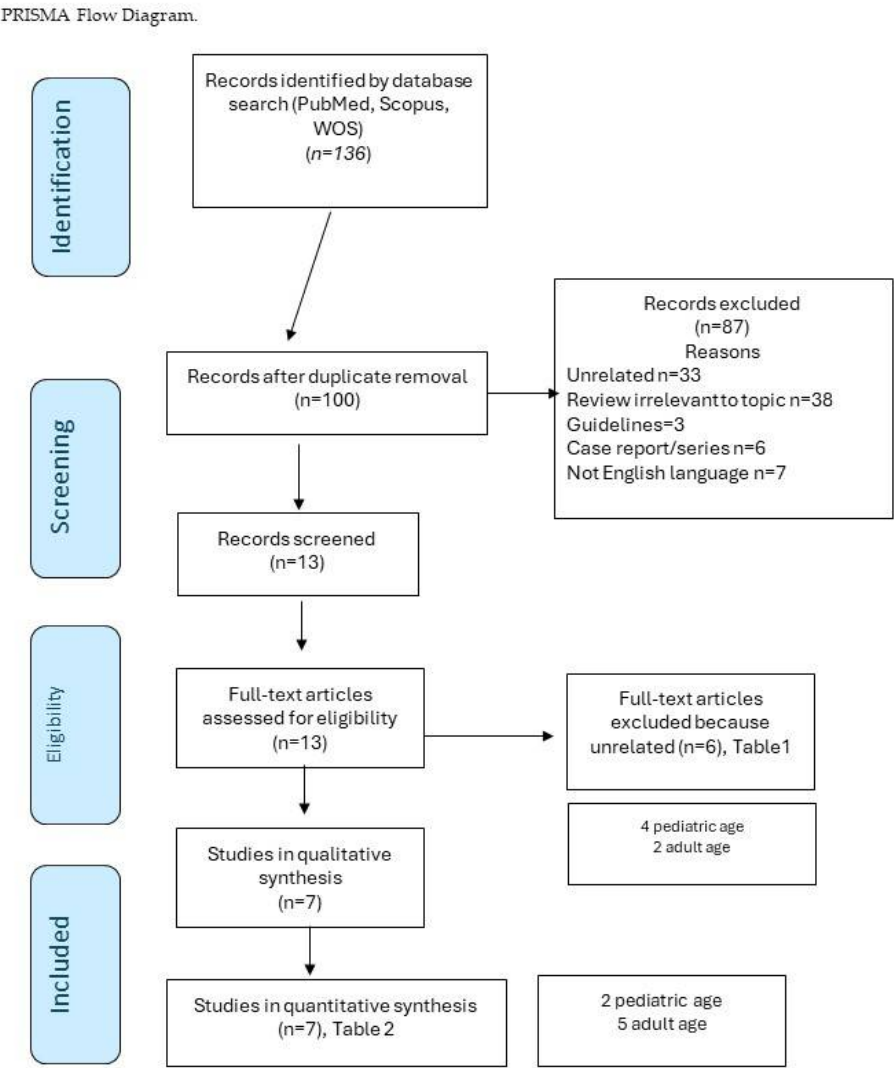 PRISMA Flow Diagram.
Identification
Records identified by database
search (PubMed, Scopus,
WOS)
(n=136)
Records excluded
(n=87)
Reasons
Unrelated n=33
Review irrelevant to topic n=38
Guidelines=3
Case report/series n=6
Not English language n=7
Screening
Records after duplicate removal
(n=100)
Records screened
(n=13)
Eligibility
Full-text articles
assessed for eligibility
(n=13)
Full-text articles
excluded because
unrelated (n=6), Table1
4 pediatric age
2 adult age
Included
Studies in qualitative
synthesis
(n=7)
Studies in quantitative synthesis
(n=7), Table 2
2 pediatric age
5 adult age